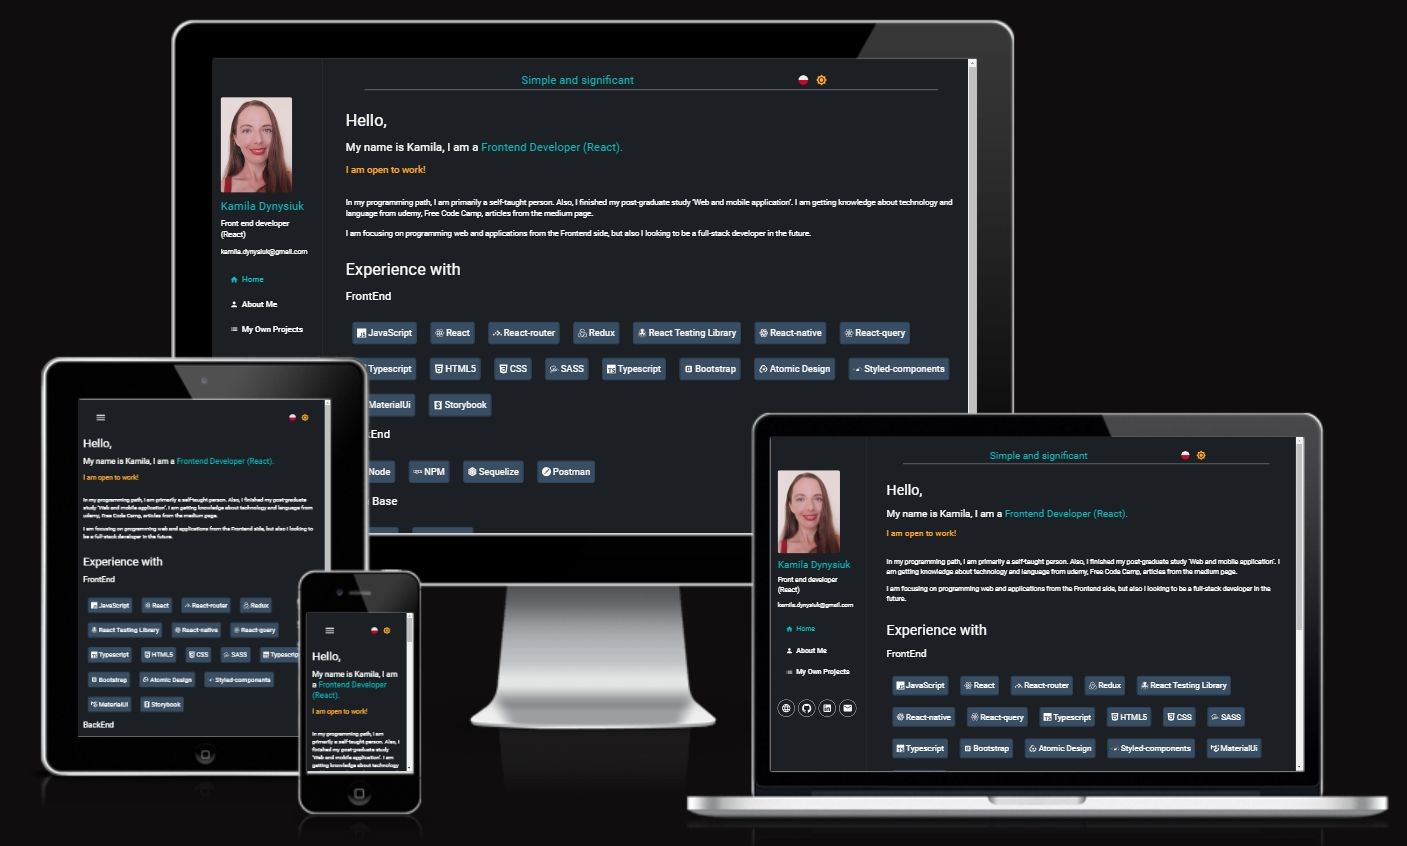 Simple and significant
Kamila Dynysiuk
Front end developer
(React)
kamila.dynysiuk@gmail.com
Home
About Me
My Own Projects
Hello,
My name is Kamila, I am a Frontend Developer (React).
I am open to work!
In my programming path, I am primarily a self-taught person. Also, I finished my post-graduate study 'Web and mobile application'. I am getting knowledge about technology and
language from udemy, Free Code Camp, articles from the medium page.
I am focusing on programming web and applications from the Frontend side, but also I looking to be a full-stack developer in the future.
Experience with
FrontEnd
JavaScript React React-router Redux React Testing Library React-native React-query
Typescript HTML5 CSS SASS Typescript Bootstrap Atomic Design Styled-components
MaterialUi Storybook
End
Node NPM Sequelize Postman
Base
Hello,
My name is Kamila, I am a Frontend Developer (React).
I am open to work!
In my programming path, I am primarily a self-taught person. Also, I finished my post-graduate
study 'Web and mobile application'. I am getting knowledge about technology and language from
udemy, Free Code Camp, articles from the medium page.
I am focusing on programming web and applications from the Frontend side, but also I looking to
be a full-stack developer in the future.
Experience with
FrontEnd
JavaScript React React-router Redux
React Testing Library React-native React-query
Typescript HTML5 CSS SASS Typescript
Bootstrap Atomic Design Styled-components
MaterialUi Storybook
BackEnd
Hello,
My name is Kamila, I am
a Frontend Developer
(React).
I am open to work!
In my programming path, I am
primarily a self-taught person. Also, I
finished my post-graduate study
'Web and mobile application'. I am
getting knowledge about technology
Simple and significant
Kamila Dynysiuk
Front end developer
(React)
kamila.dynysiuk@gmail.com
Home
About Me
My Own Projects
Hello,
My name is Kamila, I am a Frontend Developer (React).
I am open to work!
In my programming path, I am primarily a self-taught person. Also, I finished my post-graduate study 'Web and mobile application'. I
am getting knowledge about technology and language from udemy, Free Code Camp, articles from the medium page.
I am focusing on programming web and applications from the Frontend side, but also I looking to be a full-stack developer in the
future.
Experience with
FrontEnd
JavaScript React React-router Redux React Testing Library
React-native React-query Typescript HTML5 CSS SASS
Typescript Bootstrap Atomic Design Styled-components MaterialUi